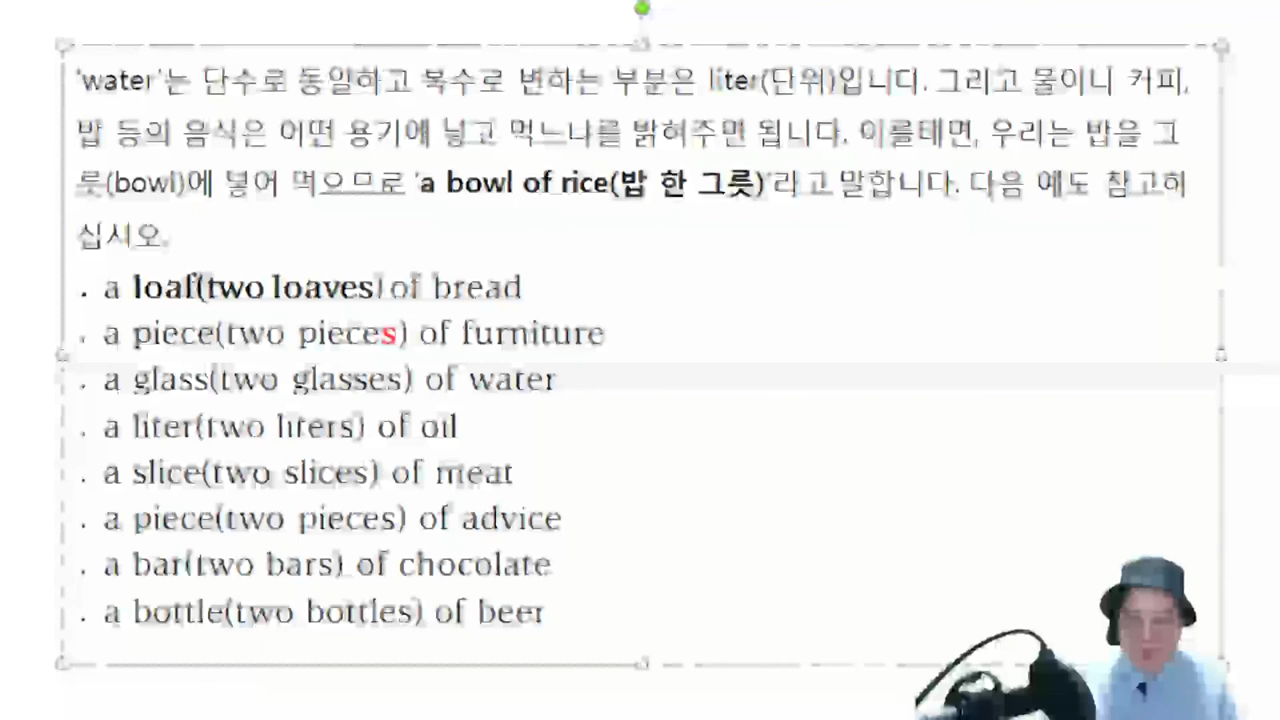 'water'는 단수로 동일하고 복수로 변하는 부분은 liter(단위)입니다. 그리고 물이니 커피,
밥 등의 음식은 어떤 용기에 넣고 먹느냐를 밝혀주면 됩니다. 이를테면, 우리는 밥을 그
릇(bowl)에 넣어 먹으므로 'a bowl of rice(밥 한 그릇)'라고 말합니다. 다음 예도 참고하
십시오.
. a loaf(two loaves) of bread
. a piece(two pieces) of furniture
. a glass(two glasses) of water
. a liter(two liters) of oil
. a slice(two slices) of meat
. a piece(two pieces) of advice
. a bar(two bars) of chocolate
. a bottle(two bottles) of beer